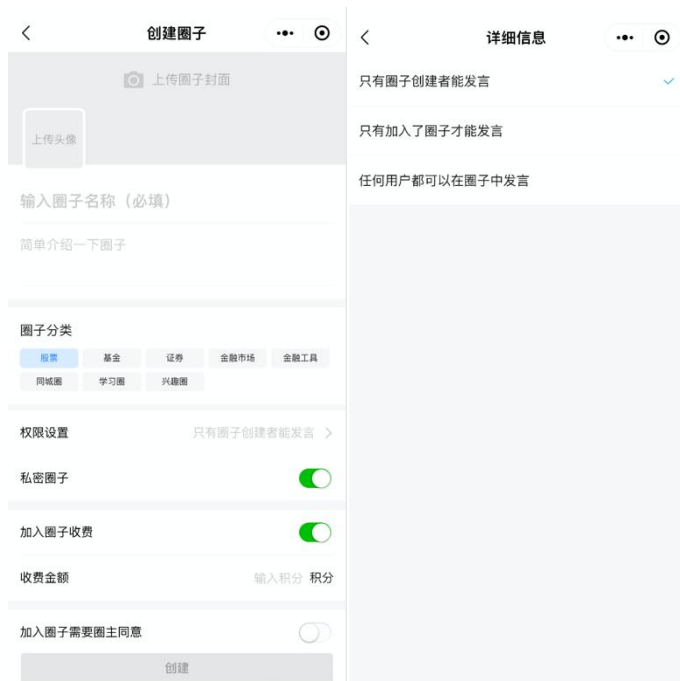 创建圈子
上传圈子封面
上传头像
输入圈子名称（必填）
简单介绍一下圈子
圈子分类
股票 基金 证券 金融市场 金融工具
同城圈 学习圈 兴趣圈
权限设置 只有圈子创建者能发言
私密圈子
加入圈子收费
收费金额 输入积分 积分
加入圈子需要圈主同意
创建
详细信息
只有圈子创建者能发言
只有加入了圈子才能发言
任何用户都可以在圈子中发言